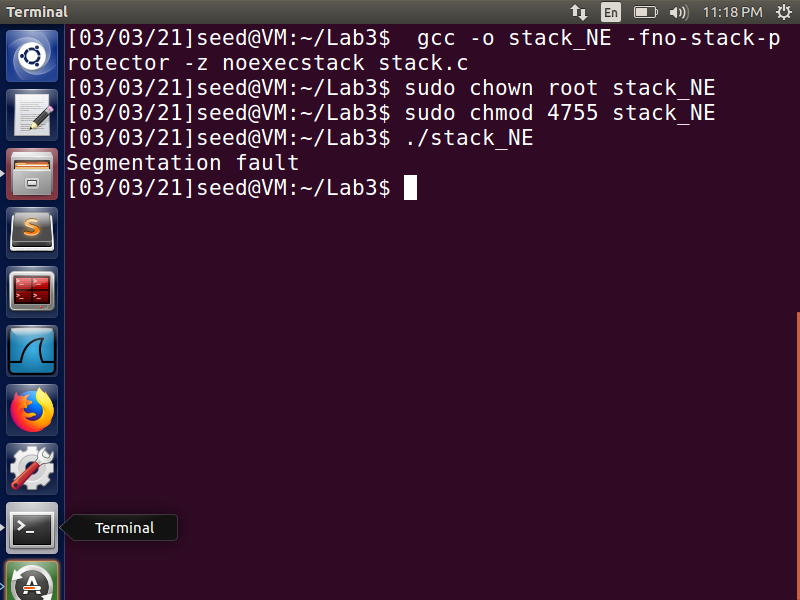 Terminal
En
11:18 PM
[03/03/21]seed@VM:~/Lab3$  gcc -o stack_NE -fno-stack-p
rotector -z noexecstack stack.c
[03/03/21]seed@VM:~/Lab3$ sudo chown root stack_NE
[03/03/21]seed@VM:~/Lab3$ sudo chmod 4755 stack_NE
[03/03/21]seed@VM:~/Lab3$ ./stack_NE
Segmentation fault
[03/03/21]seed@VM:~/Lab3$
Terminal